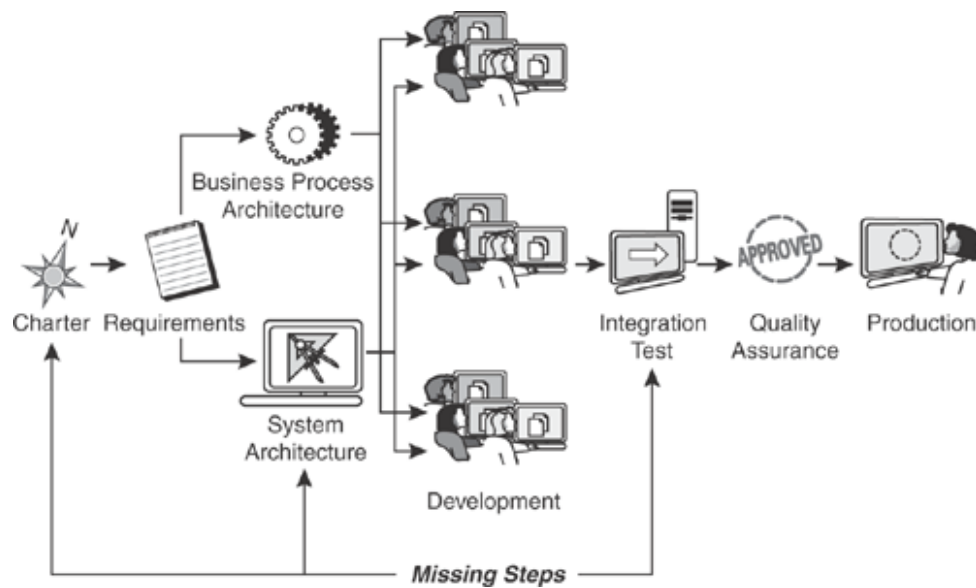 N
Business Process
Architecture
Charter
Requirements
System
Architecture
Development
Integration
Test
APPROVED
Quality
Assurance
Production
Missing Steps